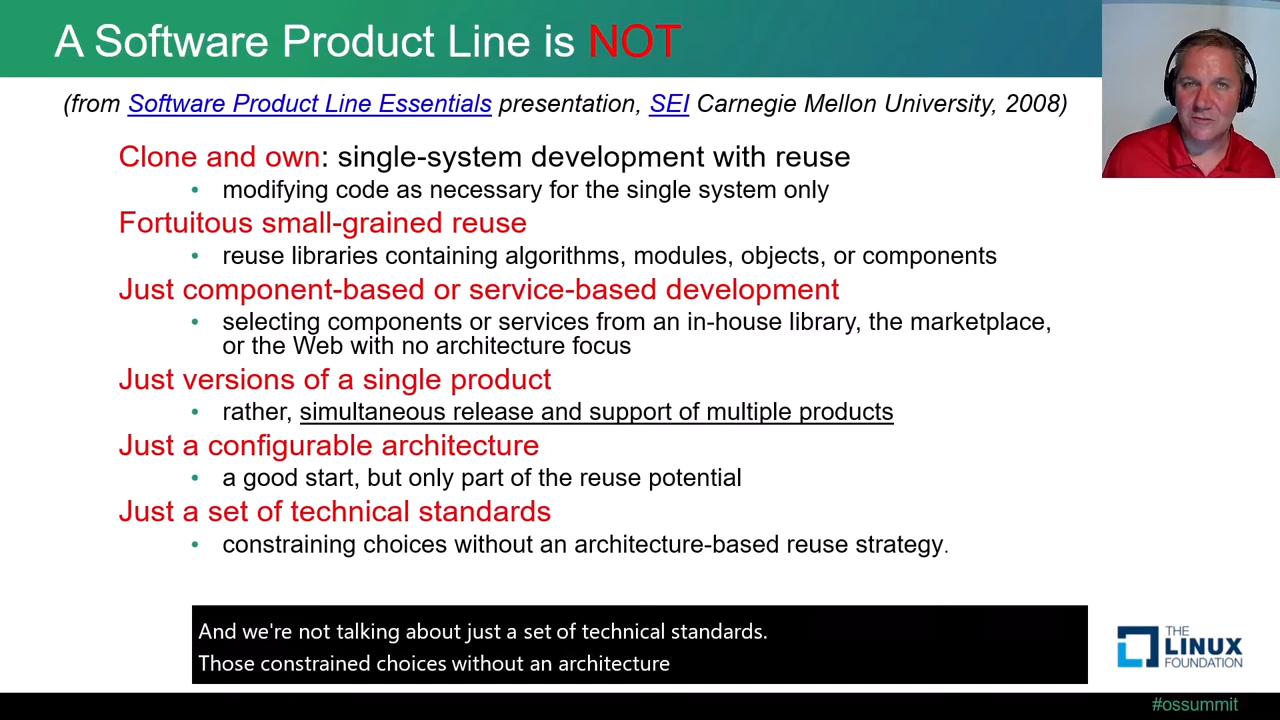 A Software Product Line is NOT
(from Software Product Line Essentials presentation, SEI Carnegie Mellon University, 2008)
Clone and own: single-system development with reuse
• modifying code as necessary for the single system only
Fortuitous small-grained reuse
• reuse libraries containing algorithms, modules, objects, or components
Just component-based or service-based development
• selecting components or services from an in-house library, the marketplace,
or the Web with no architecture focus
Just versions of a single product
• rather, simultaneous release and support of multiple products
Just a configurable architecture
• a good start, but only part of the reuse potential
Just a set of technical standards
• constraining choices without an architecture-based reuse strategy.
And we're not talking about just a set of technical standards.
Those constrained choices without an architecture
THE
LINUX
FOUNDATION
#ossummit